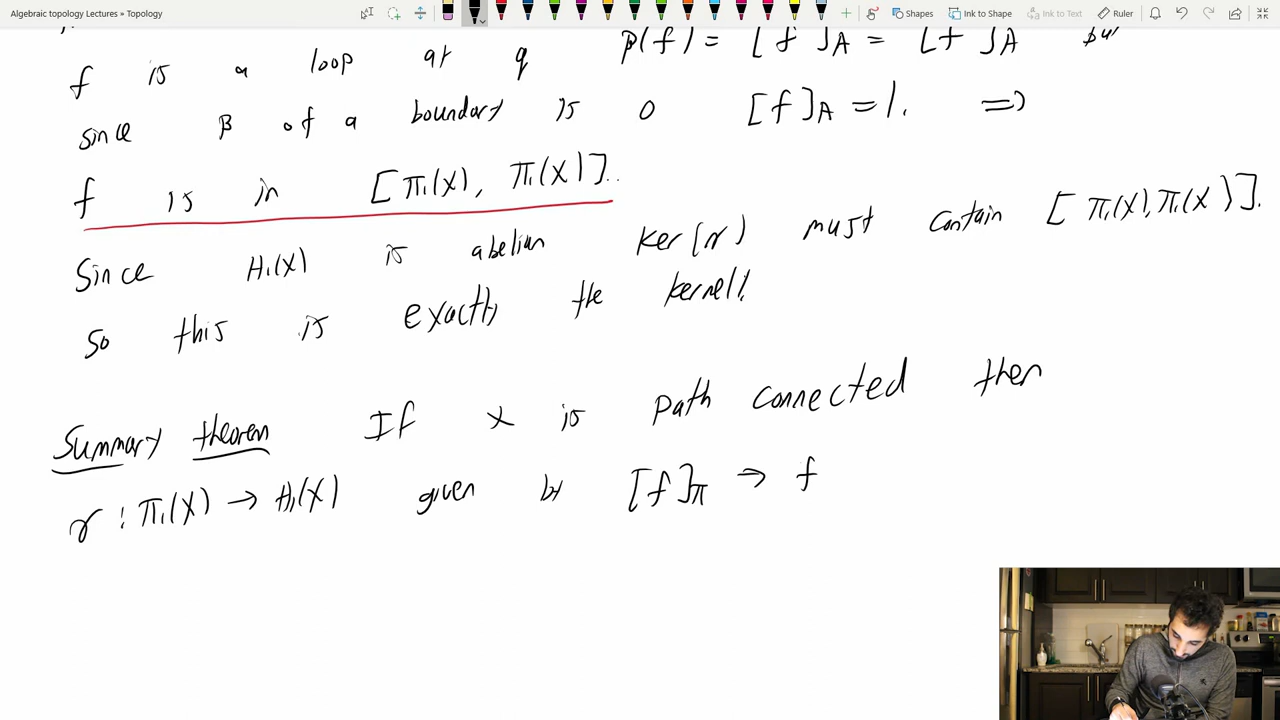 Algebraic topology Lectures » Topology
Shapes Ink to Shape Ink to Text Ruler
f is a loop at q β(f) = [f]A = [f]A but
since β of a boundary is 0 [f]A = 1. ⇒
f is in [π₁(X), π₁(X)]..
Since H₁(X) is abelian ker(γ) must contain [π₁(X), π₁(X)].
So this is exactly the kernel!
Summary theorem If X is path connected then
γ : π₁(X) → H₁(X) given by [f]π → f